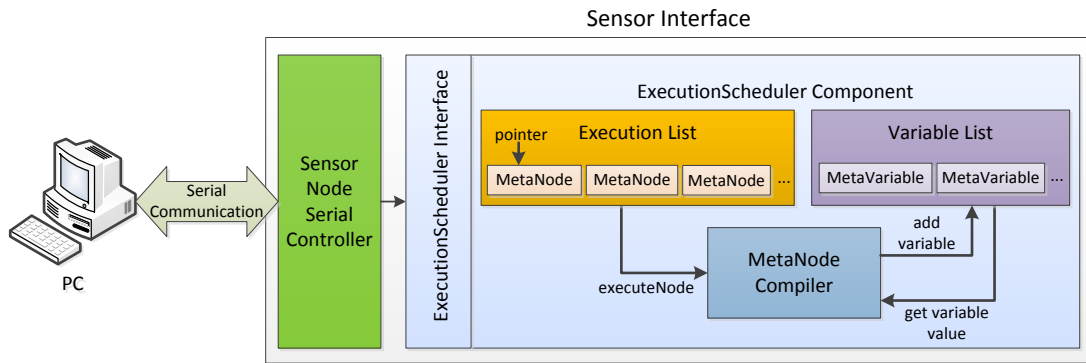 Sensor Interface
PC
Serial
Communication
Sensor
Node
Serial
Controller
ExecutionScheduler Interface
ExecutionScheduler Component
Execution List
pointer
MetaNode
MetaNode
MetaNode
...
Variable List
MetaVariable
MetaVariable
...
executeNode
MetaNode
Compiler
add
variable
get variable
value